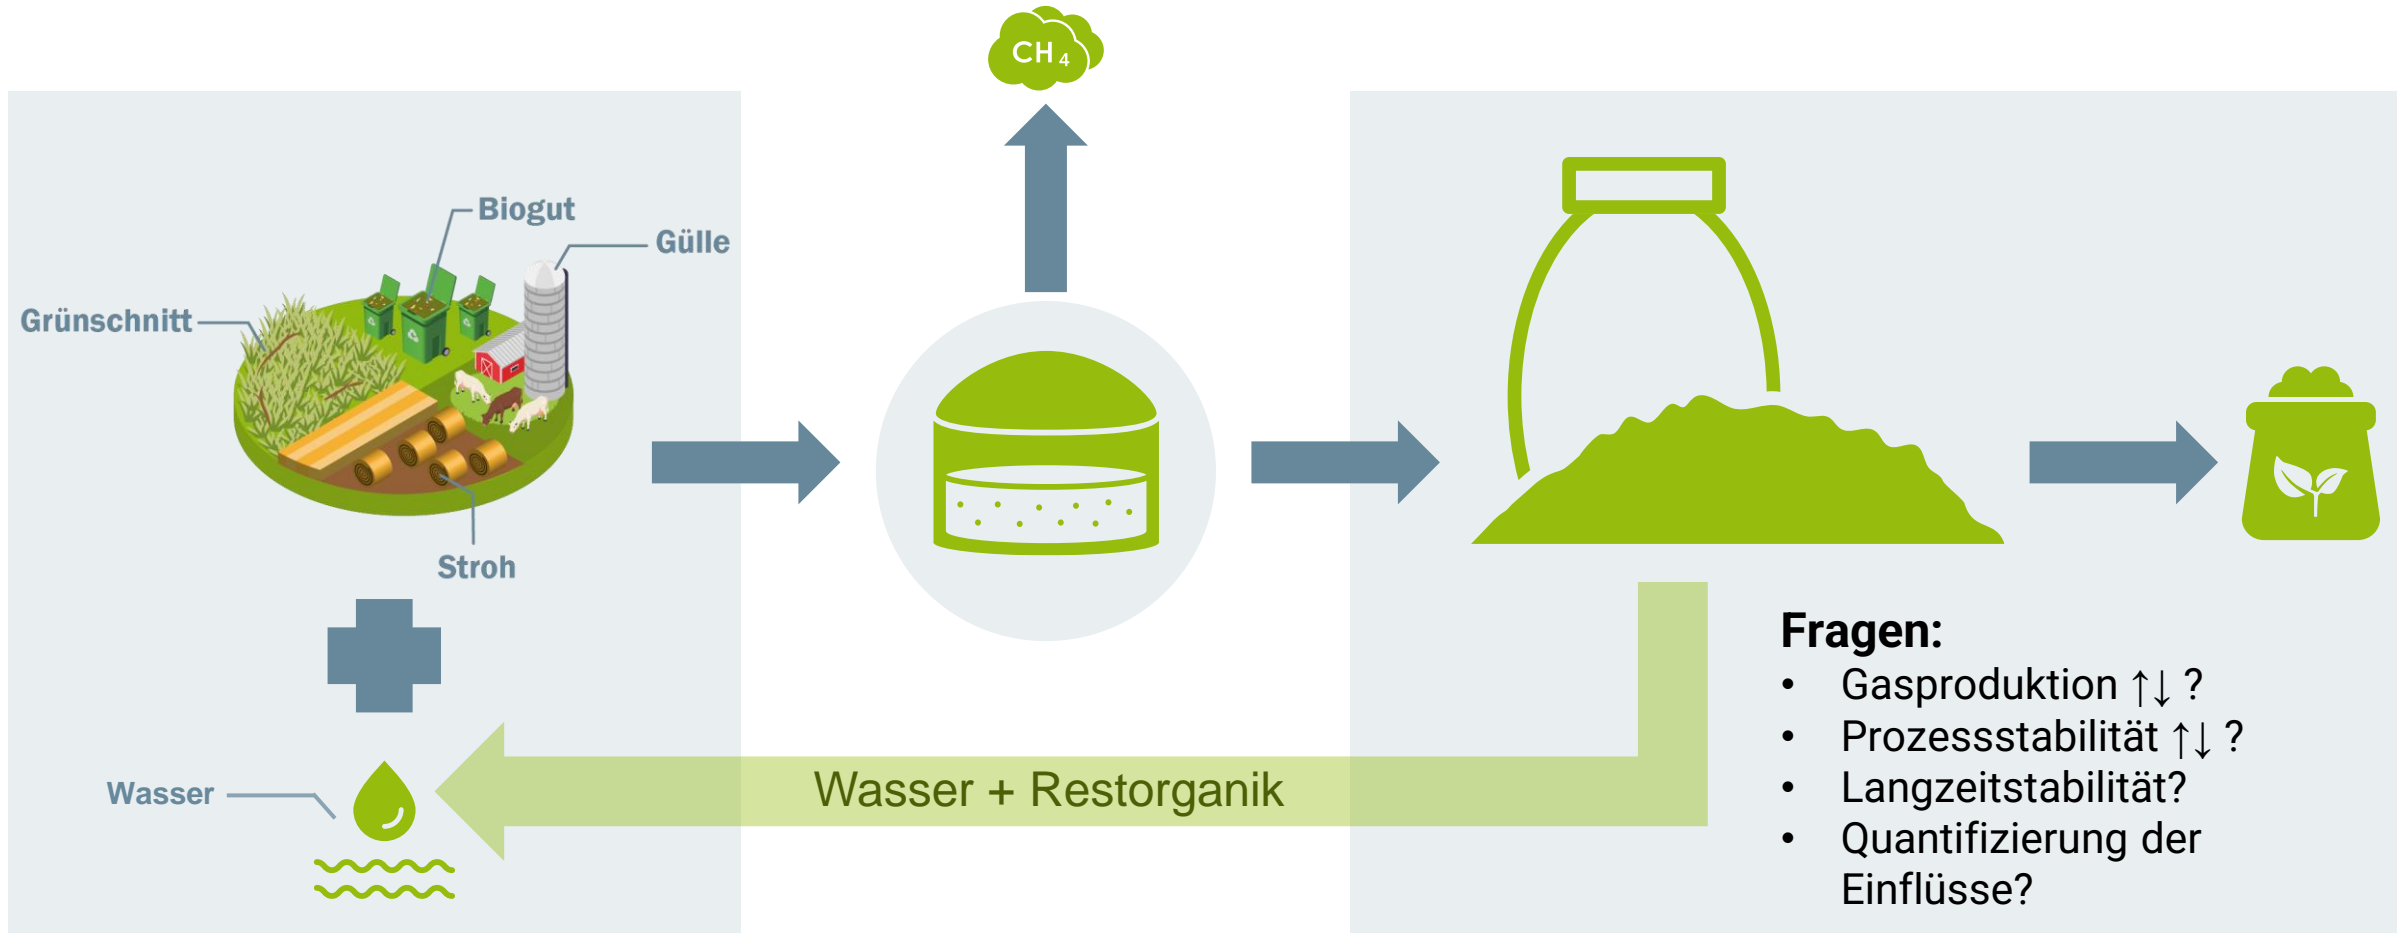 CH4
Biogut
Gülle
Grünschnitt
Stroh
Wasser
Wasser + Restorganik
Fragen:
• Gasproduktion ↑↓ ?
• Prozessstabilität ↑↓ ?
• Langzeitstabilität?
• Quantifizierung der
Einflüsse?